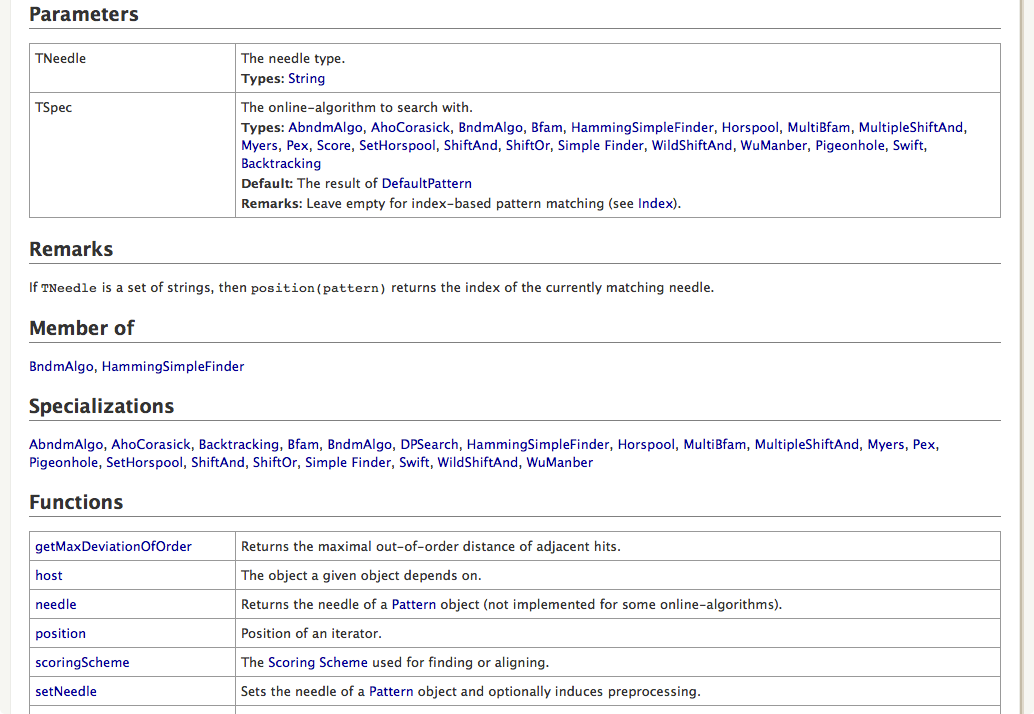 Parameters
TNeedle
The needle type.
Types: String
TSpec
The online-algorithm to search with.
Types: AbndmAlgo, AhoCorasick, BndmAlgo, Bfam, HammingSimpleFinder, Horspool, MultiBfam, MultipleShiftAnd,
Myers, Pex, Score, SetHorspool, ShiftAnd, ShiftOr, Simple Finder, WildShiftAnd, WuManber, Pigeonhole, Swift,
Backtracking
Default: The result of DefaultPattern
Remarks: Leave empty for index-based pattern matching (see Index).
Remarks
If TNeedle is a set of strings, then position(pattern) returns the index of the currently matching needle.
Member of
BndmAlgo, HammingSimpleFinder
Specializations
AbndmAlgo, AhoCorasick, Backtracking, Bfam, BndmAlgo, DPSearch, HammingSimpleFinder, Horspool, MultiBfam, MultipleShiftAnd, Myers, Pex,
Pigeonhole, SetHorspool, ShiftAnd, ShiftOr, Simple Finder, Swift, WildShiftAnd, WuManber
Functions
getMaxDeviationOfOrder
Returns the maximal out-of-order distance of adjacent hits.
host
The object a given object depends on.
needle
Returns the needle of a Pattern object (not implemented for some online-algorithms).
position
Position of an iterator.
scoringScheme
The Scoring Scheme used for finding or aligning.
setNeedle
Sets the needle of a Pattern object and optionally induces preprocessing.